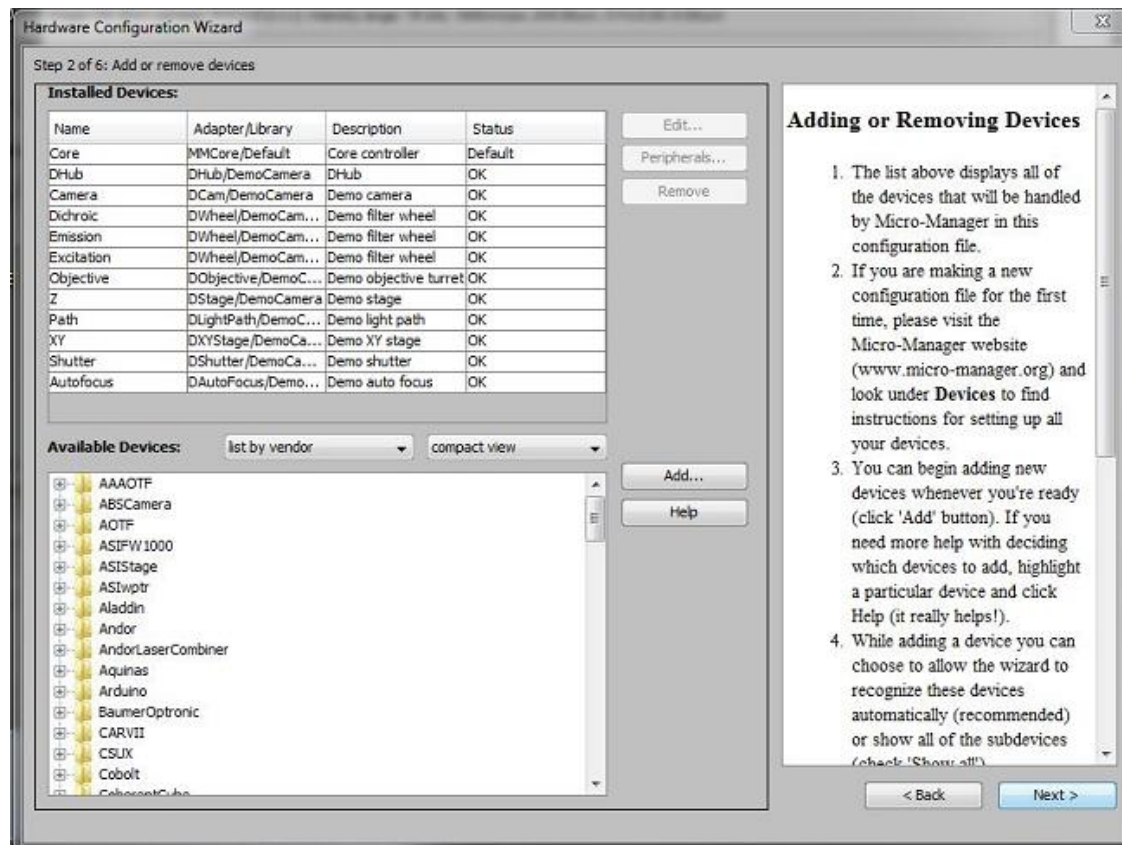 Hardware Configuration Wizard
Step 2 of 6: Add or remove devices
Installed Devices:
Name Adapter/Library Description Status
Core MMCore/Default Core controller Default
DHub DHub/DemoCamera DHub OK
Camera DCam/DemoCamera Demo camera OK
Dichroic DWheel/DemoCam... Demo filter wheel OK
Emission DWheel/DemoCam... Demo filter wheel OK
Excitation DWheel/DemoCam... Demo filter wheel OK
Objective DObjective/DemoC... Demo objective turret OK
Z DStage/DemoCamera Demo stage OK
Path DLightPath/DemoC... Demo light path OK
XY DXYStage/DemoCa... Demo XY stage OK
Shutter DShutter/DemoCa... Demo shutter OK
Autofocus DAutoFocus/Demo... Demo auto focus OK
Edit...
Peripherals...
Remove
Available Devices: list by vendor compact view
AAAOTF
ABSCamera
AOTF
ASIFW1000
ASIStage
ASIwptr
Aladdin
Andor
AndorLaserCombiner
Aquinas
Arduino
BaumerOptronic
CARVII
CSUX
Cobolt
CoherentCube
Add...
Help
Adding or Removing Devices
1. The list above displays all of
the devices that will be handled
by Micro-Manager in this
configuration file.
2. If you are making a new
configuration file for the first
time, please visit the
Micro-Manager website
(www.micro-manager.org) and
look under Devices to find
instructions for setting up all
your devices.
3. You can begin adding new
devices whenever you're ready
(click 'Add' button). If you
need more help with deciding
which devices to add, highlight
a particular device and click
Help (it really helps!).
4. While adding a device you can
choose to allow the wizard to
recognize these devices
automatically (recommended)
or show all of the subdevices
(check 'Show all')
< Back
Next >